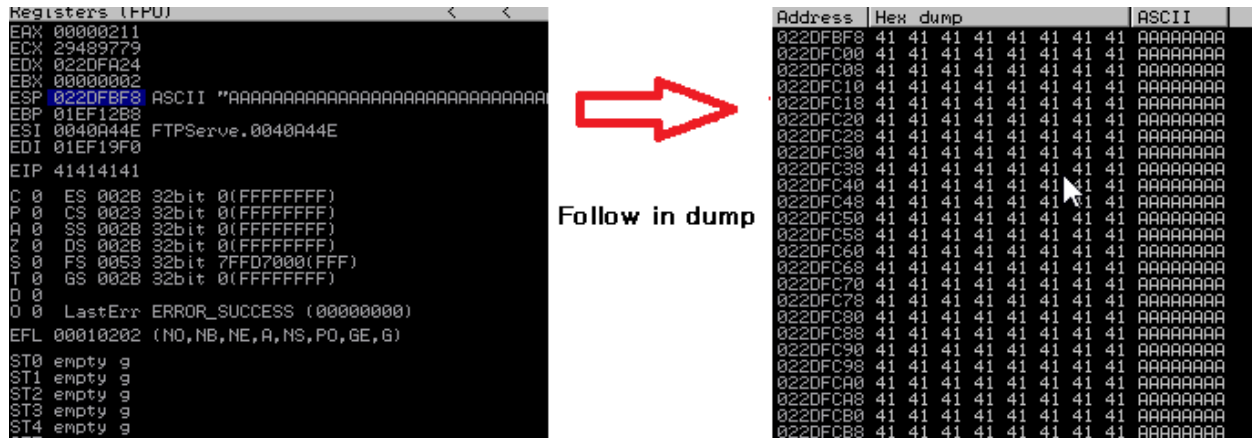 Registers (FPU) < <
EAX 00000211
ECX 29489779
EDX 022DFA24
EBX 00000002
ESP 022DFBF8 ASCII "AAAAAAAAAAAAAAAAAAAAAAAAAAAAA
EBP 01EF12B8
ESI 0040A44E FTPServe.0040A44E
EDI 01EF19F0
EIP 41414141
C 0 ES 002B 32bit 0(FFFFFFFF)
P 0 CS 0023 32bit 0(FFFFFFFF)
A 0 SS 002B 32bit 0(FFFFFFFF)
Z 0 DS 002B 32bit 0(FFFFFFFF)
S 0 FS 0053 32bit 7FFD7000(FFF)
T 0 GS 002B 32bit 0(FFFFFFFF)
D 0
O 0 LastErr ERROR_SUCCESS (00000000)
EFL 00010202 (NO,NB,NE,A,NS,PO,GE,G)
ST0 empty g
ST1 empty g
ST2 empty g
ST3 empty g
ST4 empty g
Follow in dump
Address Hex dump ASCII
022DFBF8 41 41 41 41 41 41 41 41 AAAAAAAA
022DFC00 41 41 41 41 41 41 41 41 AAAAAAAA
022DFC08 41 41 41 41 41 41 41 41 AAAAAAAA
022DFC10 41 41 41 41 41 41 41 41 AAAAAAAA
022DFC18 41 41 41 41 41 41 41 41 AAAAAAAA
022DFC20 41 41 41 41 41 41 41 41 AAAAAAAA
022DFC28 41 41 41 41 41 41 41 41 AAAAAAAA
022DFC30 41 41 41 41 41 41 41 41 AAAAAAAA
022DFC38 41 41 41 41 41 41 41 41 AAAAAAAA
022DFC40 41 41 41 41 41 41 41 41 AAAAAAAA
022DFC48 41 41 41 41 41 41 41 41 AAAAAAAA
022DFC50 41 41 41 41 41 41 41 41 AAAAAAAA
022DFC58 41 41 41 41 41 41 41 41 AAAAAAAA
022DFC60 41 41 41 41 41 41 41 41 AAAAAAAA
022DFC68 41 41 41 41 41 41 41 41 AAAAAAAA
022DFC70 41 41 41 41 41 41 41 41 AAAAAAAA
022DFC78 41 41 41 41 41 41 41 41 AAAAAAAA
022DFC80 41 41 41 41 41 41 41 41 AAAAAAAA
022DFC88 41 41 41 41 41 41 41 41 AAAAAAAA
022DFC90 41 41 41 41 41 41 41 41 AAAAAAAA
022DFC98 41 41 41 41 41 41 41 41 AAAAAAAA
022DFCA0 41 41 41 41 41 41 41 41 AAAAAAAA
022DFCA8 41 41 41 41 41 41 41 41 AAAAAAAA
022DFCB0 41 41 41 41 41 41 41 41 AAAAAAAA
022DFCB8 41 41 41 41 41 41 41 41 AAAAAAAA